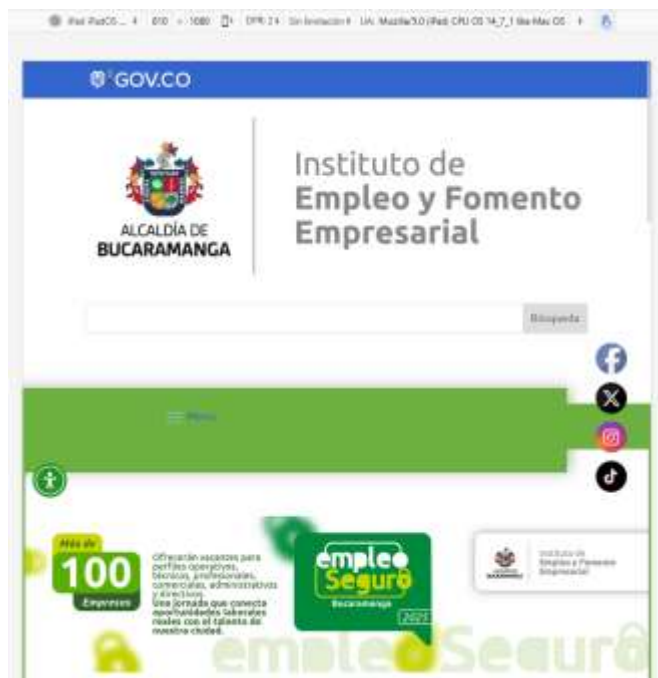 810 × 1080
GOV.CO
ALCALDÍA DE
BUCARAMANGA
Instituto de
Empleo y Fomento
Empresarial
Búsqueda
Menu
Más de
100
Empresas
Ofrecerán vacantes para
perfiles operativos,
técnicos, profesionales,
comerciales, administrativos
y directivos.
Una jornada que conecta
oportunidades laborales
reales con el talento de
nuestra ciudad.
empleo
Seguro
Bucaramanga
2025
Instituto de
Empleo y Fomento
Empresarial
empleoSeguro